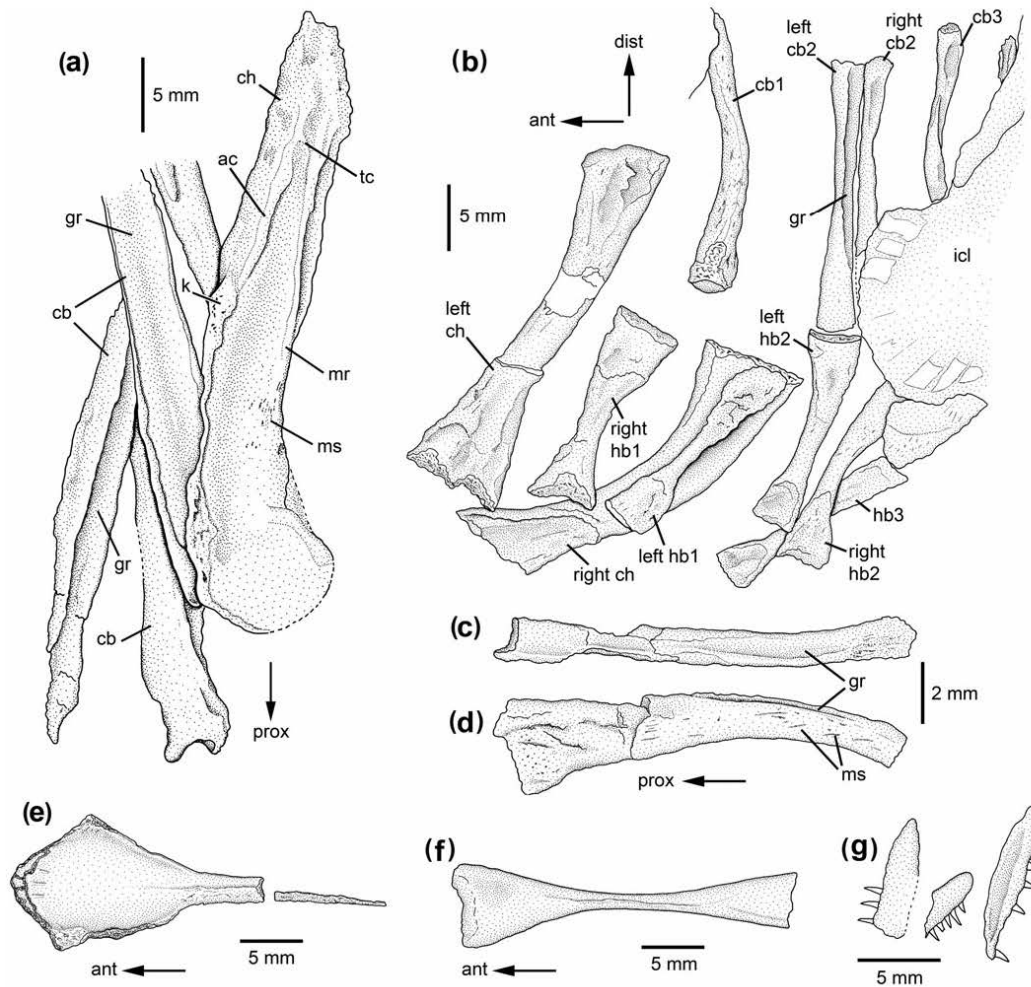 (a)
5 mm
ch
ac
tc
gr
k
cb
mr
ms
gr
cb
prox
(b)
dist
ant
5 mm
cb1
left
cb2
right
cb2
cb3
gr
icl
left
ch
left
hb2
right
hb1
hb3
right ch
left hb1
right
hb2
(c)
gr
2 mm
(d)
ms
prox
(e)
5 mm
ant
(f)
5 mm
ant
(g)
5 mm